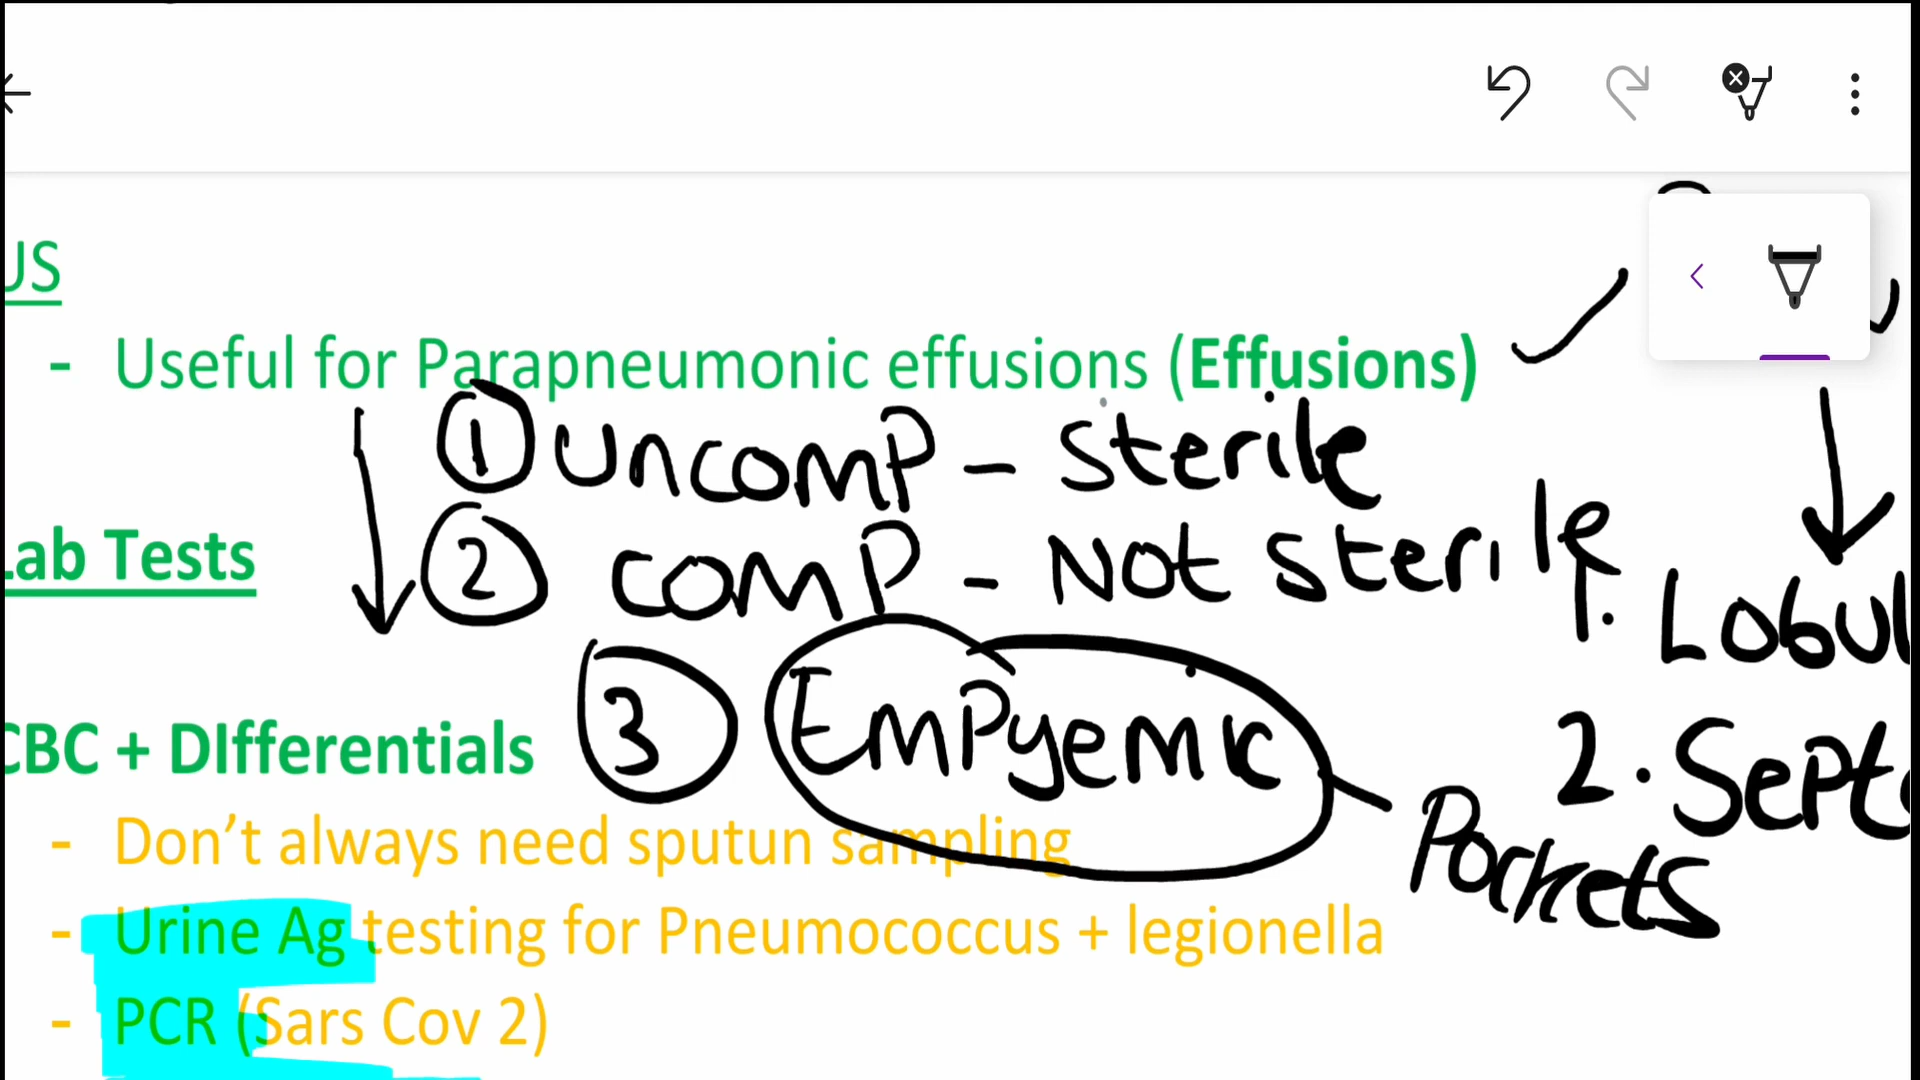 US
- Useful for Parapneumonic effusions (Effusions)
① UncomP - Sterile
② ComP - Not Sterile
Lab Tests
1. Lobul
③ EmPyemic
CBC + DIfferentials
2. Septa
Pockets
- Don't always need sputun sampling
- Urine Ag testing for Pneumococcus + legionella
- PCR (Sars Cov 2)